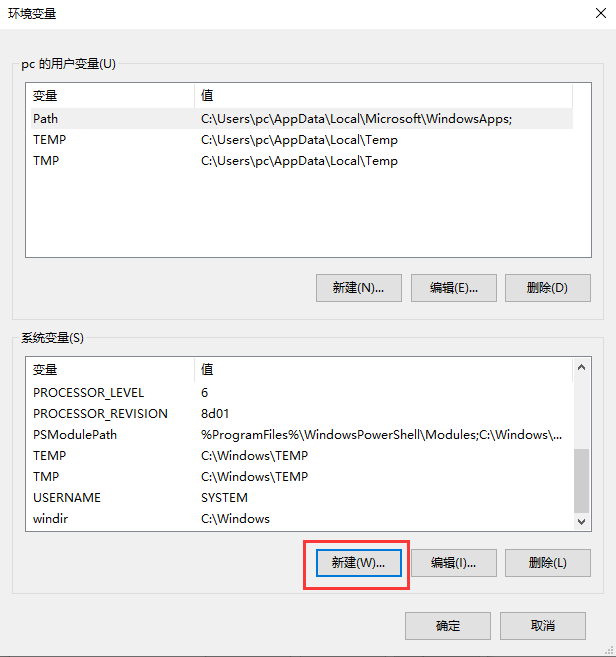 环境变量
pc 的用户变量(U)
变量 值
Path C:\Users\pc\AppData\Local\Microsoft\WindowsApps;
TEMP C:\Users\pc\AppData\Local\Temp
TMP C:\Users\pc\AppData\Local\Temp
新建(N)... 编辑(E)... 删除(D)
系统变量(S)
变量 值
PROCESSOR_LEVEL 6
PROCESSOR_REVISION 8d01
PSModulePath %ProgramFiles%\WindowsPowerShell\Modules;C:\Windows\...
TEMP C:\Windows\TEMP
TMP C:\Windows\TEMP
USERNAME SYSTEM
windir C:\Windows
新建(W)... 编辑(I)... 删除(L)
确定 取消